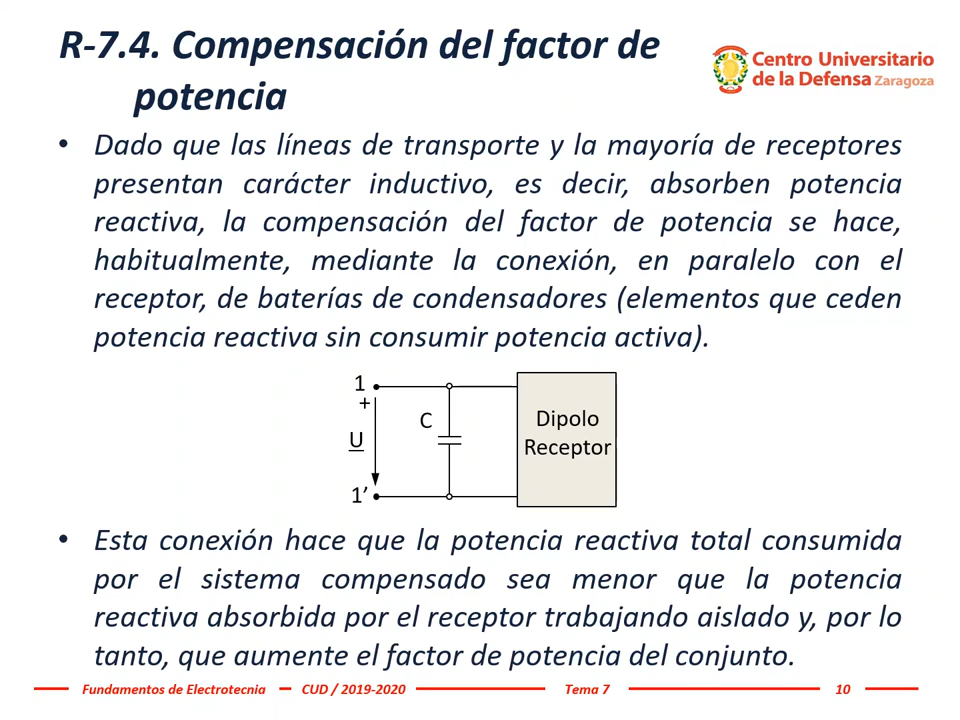 R-7.4. Compensación del factor de
potencia
Centro Universitario
de la Defensa Zaragoza
• Dado que las líneas de transporte y la mayoría de receptores
presentan carácter inductivo, es decir, absorben potencia
reactiva, la compensación del factor de potencia se hace,
habitualmente, mediante la conexión, en paralelo con el
receptor, de baterías de condensadores (elementos que ceden
potencia reactiva sin consumir potencia activa).
1
+
U
1’
C
Dipolo
Receptor
• Esta conexión hace que la potencia reactiva total consumida
por el sistema compensado sea menor que la potencia
reactiva absorbida por el receptor trabajando aislado y, por lo
tanto, que aumente el factor de potencia del conjunto.
Fundamentos de Electrotecnia CUD / 2019-2020 Tema 7 10